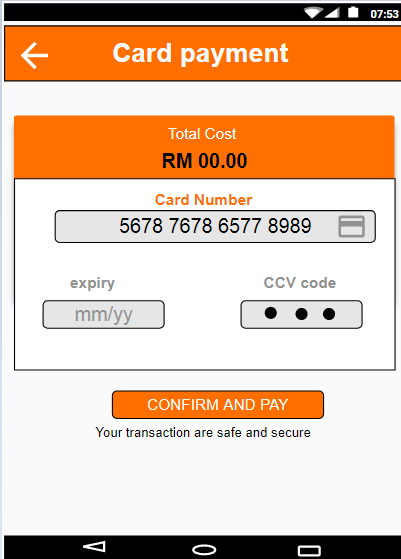 07:53
Card payment
Total Cost
RM 00.00
Card Number
5678 7678 6577 8989
expiry CCV code
mm/yy
CONFIRM AND PAY
Your transaction are safe and secure